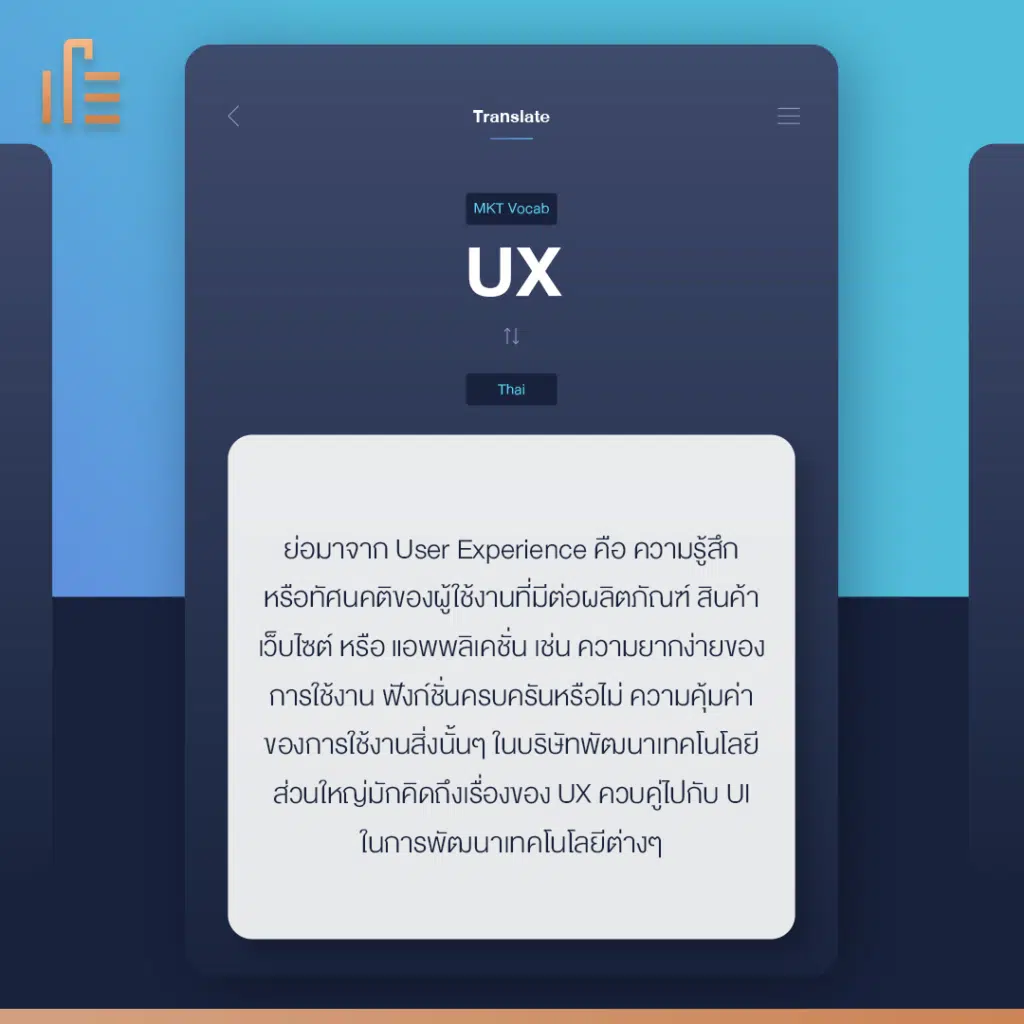 Translate
MKT Vocab
UX
Thai
ย่อมาจาก User Experience คือ ความรู้สึก
หรือทัศนคติของผู้ใช้งานที่มีต่อผลิตภัณฑ์ สินค้า
เว็บไซต์ หรือ แอพพลิเคชั่น เช่น ความยากง่ายของ
การใช้งาน ฟังก์ชั่นครบครันหรือไม่ ความคุ้มค่า
ของการใช้งานสิ่งนั้นๆ ในบริษัทพัฒนาเทคโนโลยี
ส่วนใหญ่มักคิดถึงเรื่องของ UX ควบคู่ไปกับ UI
ในการพัฒนาเทคโนโลยีต่างๆ